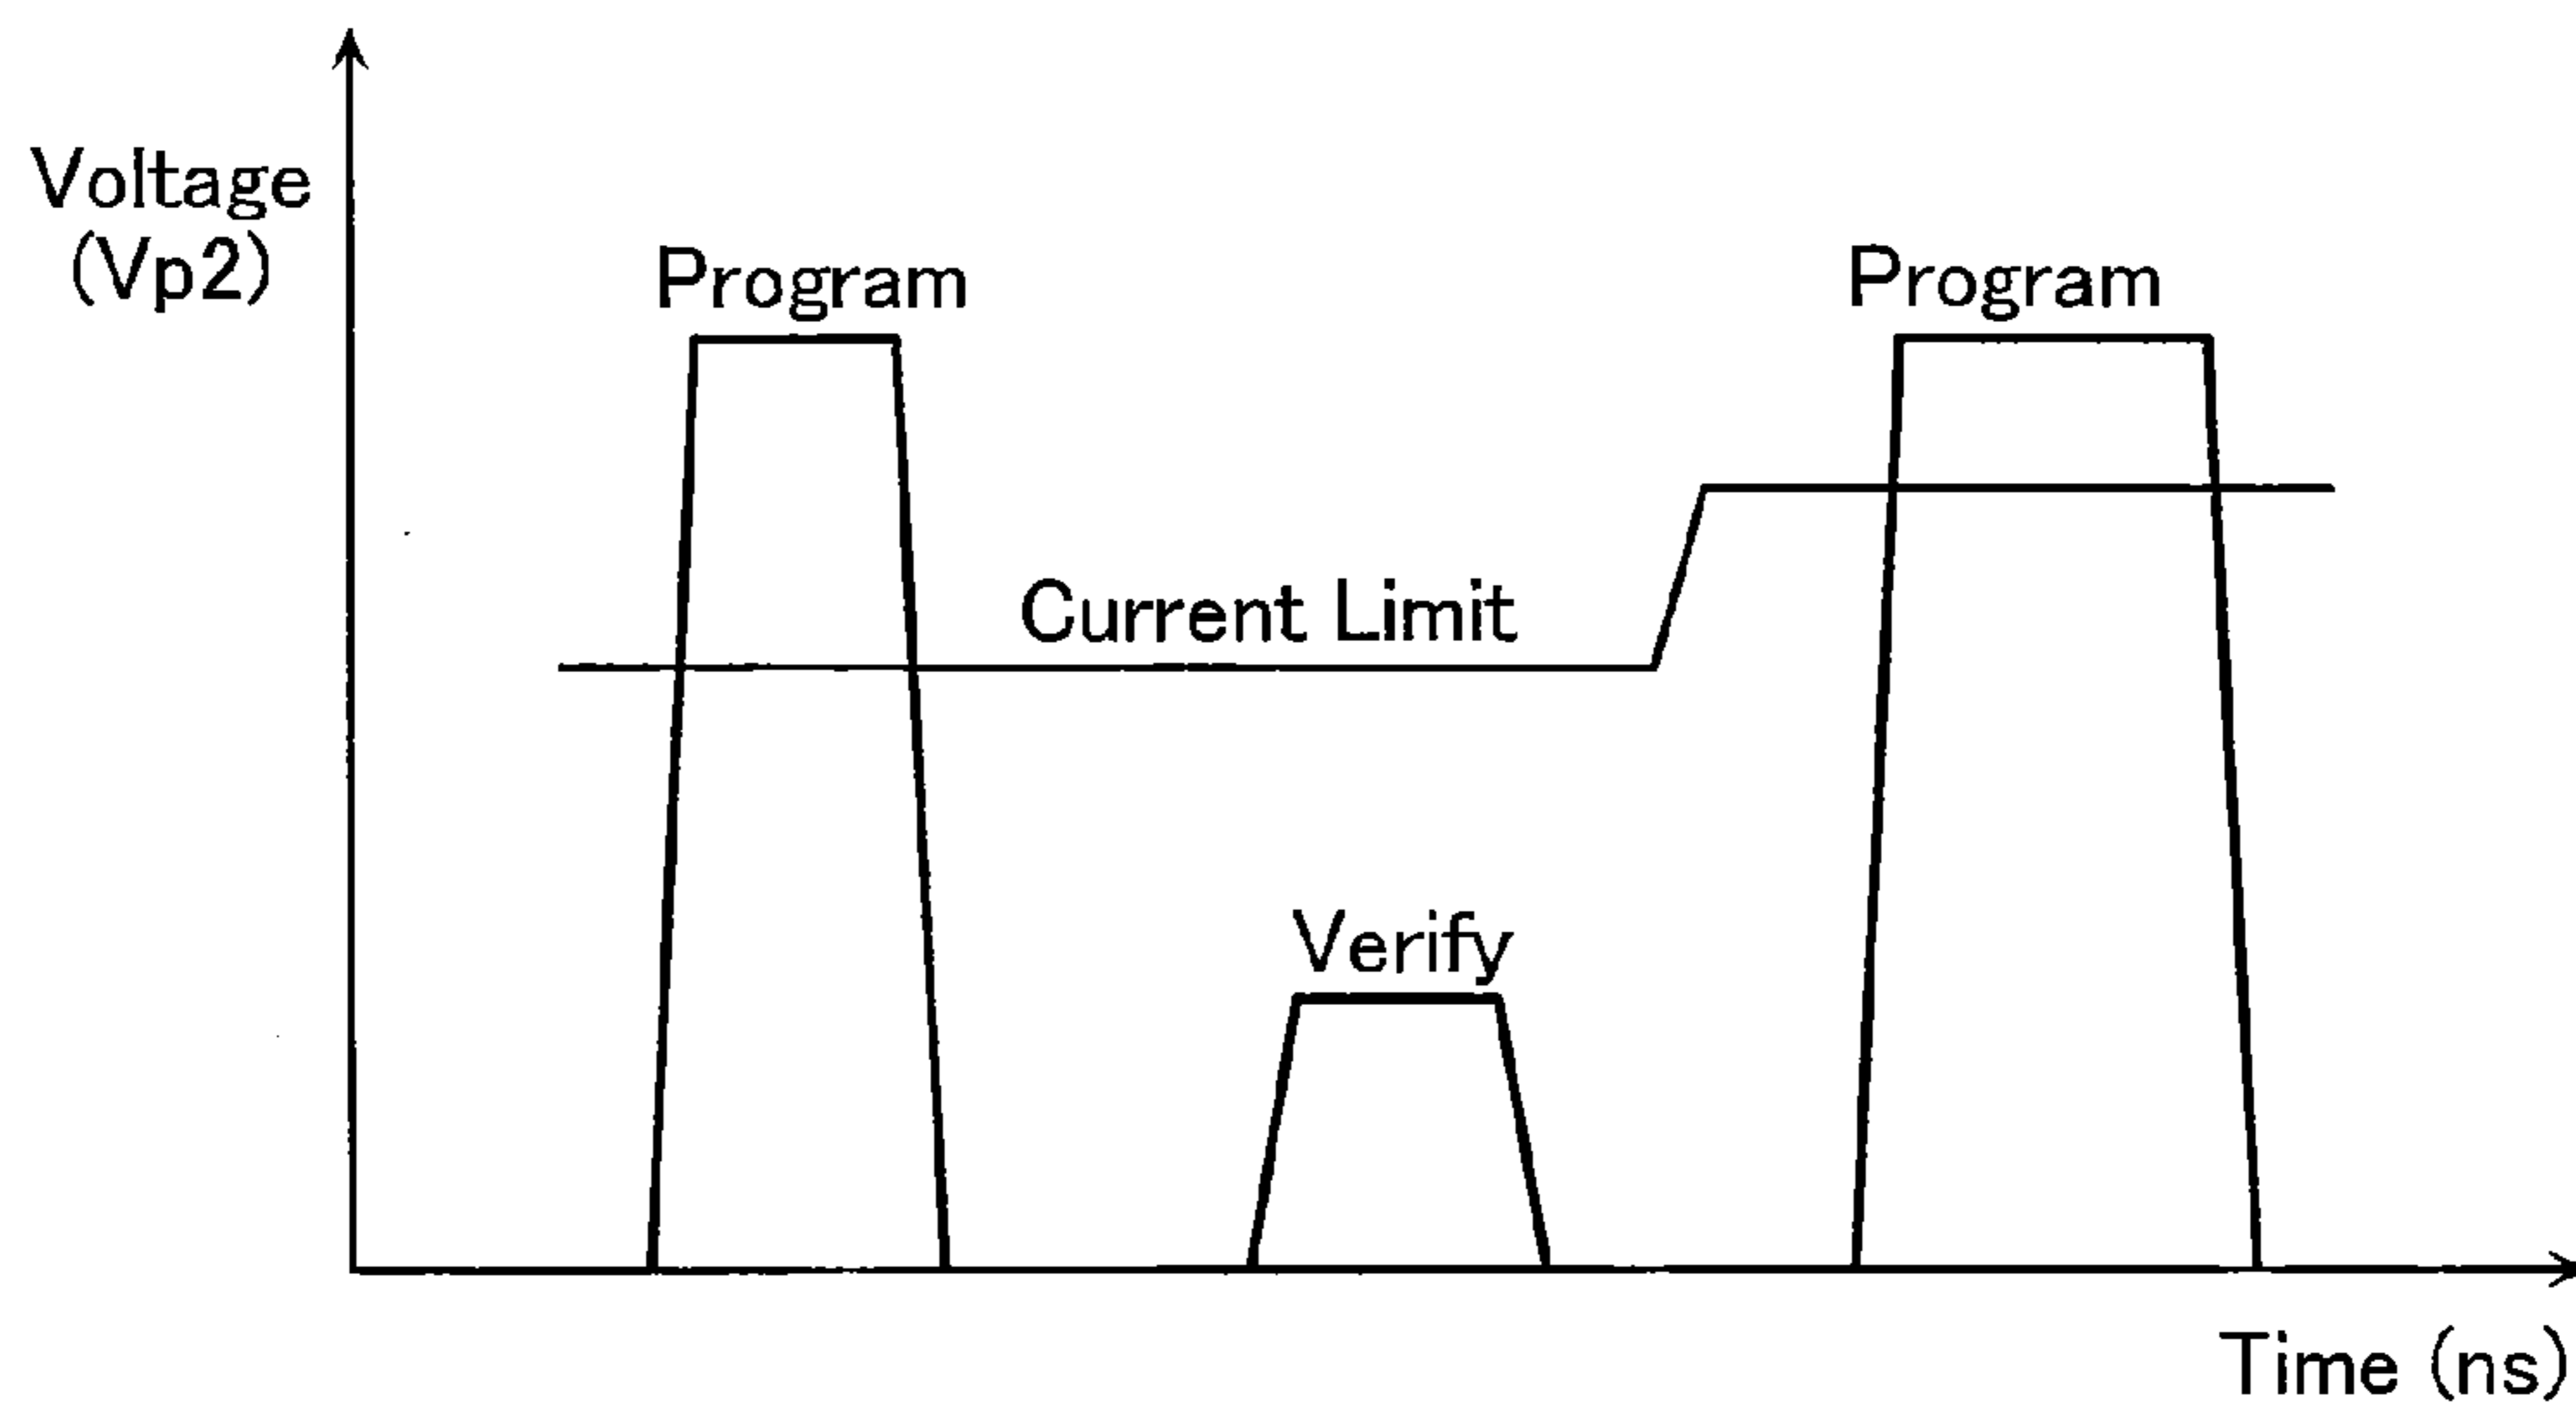 Voltage
(Vp2)
Program
Program
Current Limit
Verify
Time (ns)